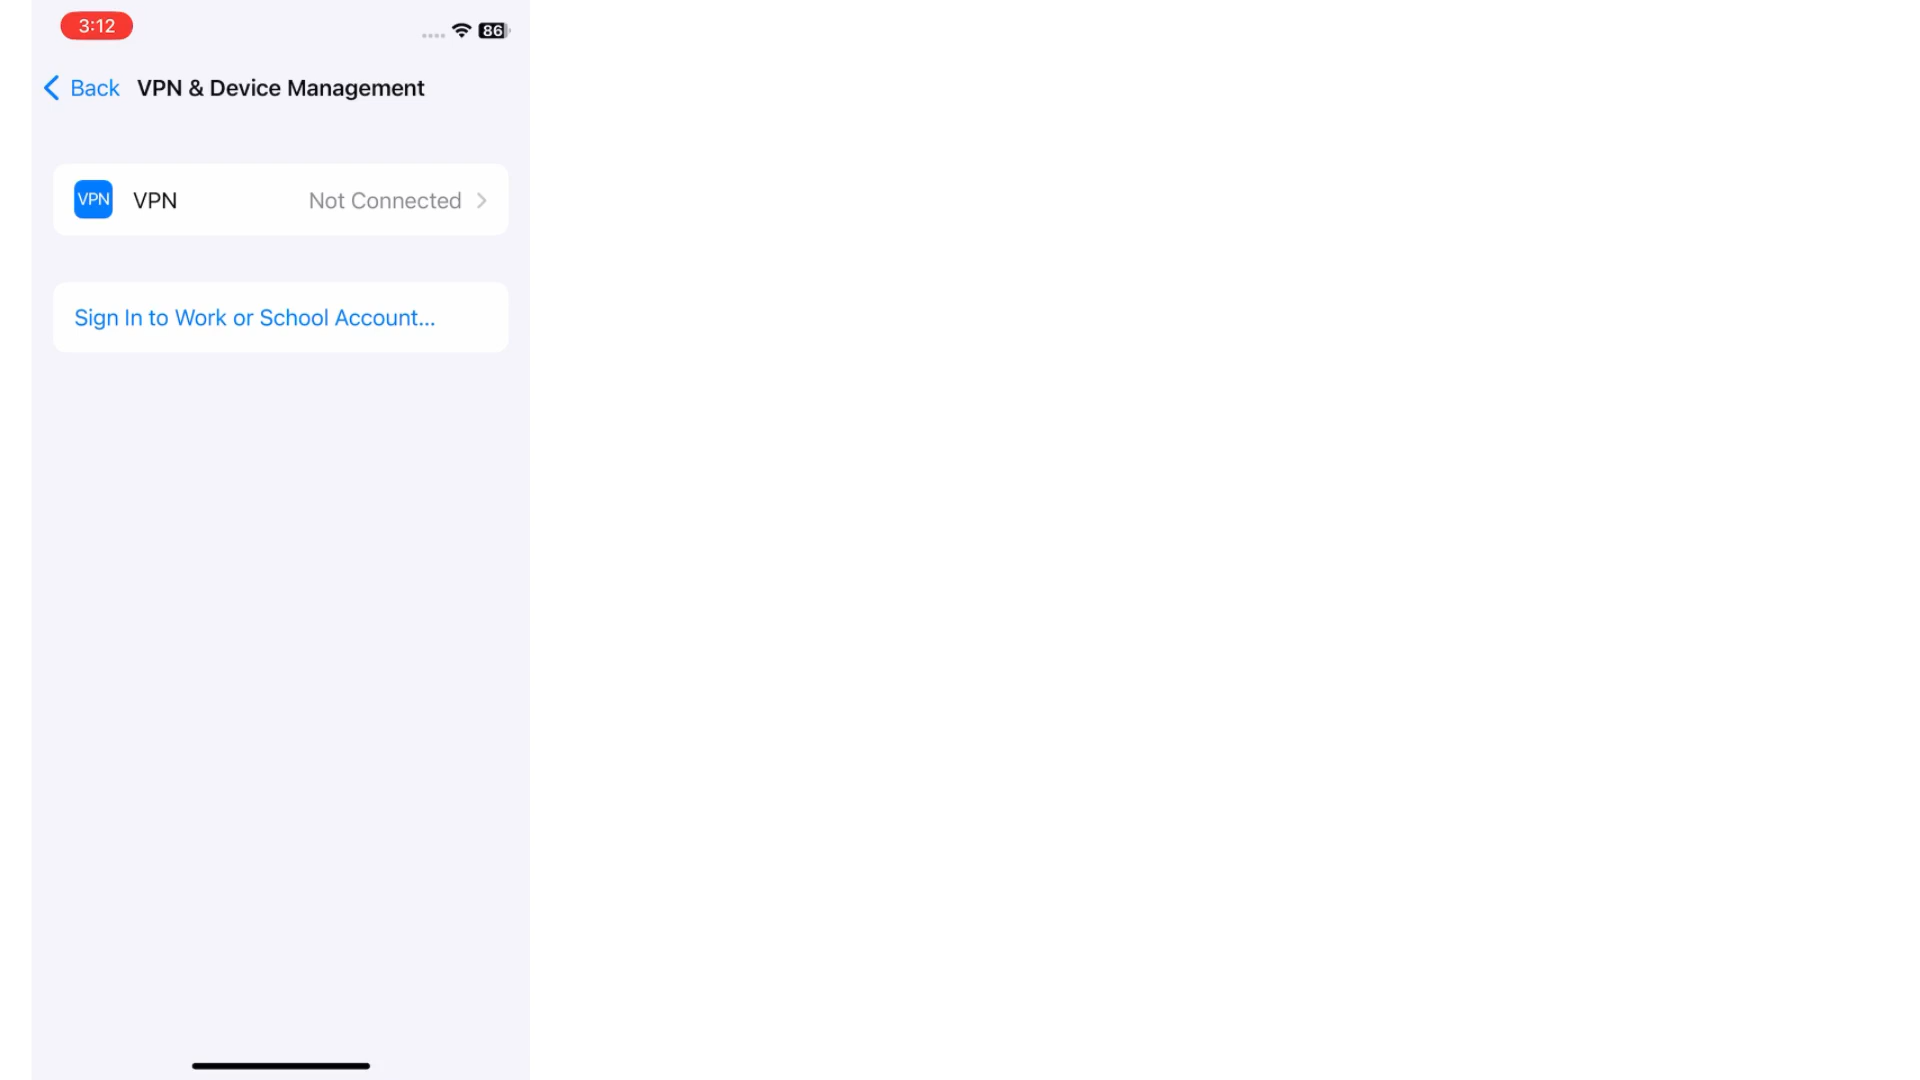 3:12
86
Back VPN & Device Management
VPN VPN Not Connected
Sign In to Work or School Account...